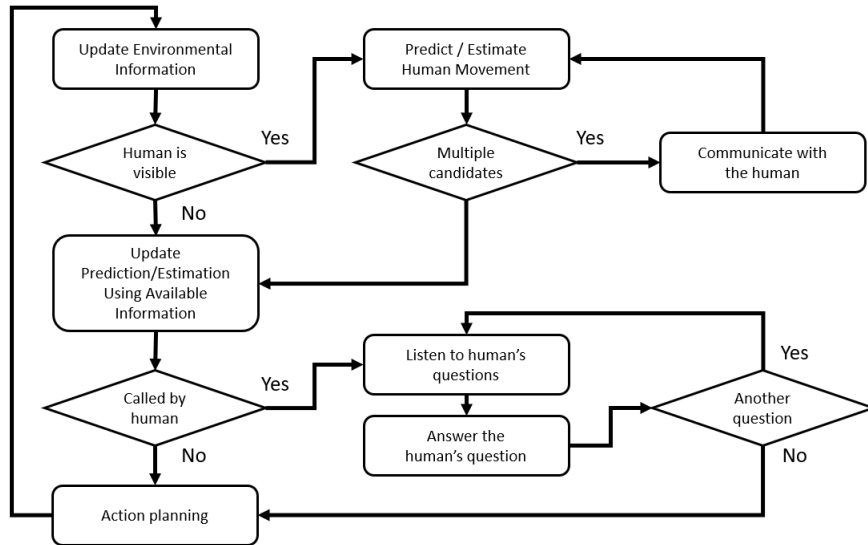 Update Environmental
Information
Predict / Estimate
Human Movement
Yes
Human is
visible
Multiple
candidates
Yes
Communicate with
the human
No
Update
Prediction/Estimation
Using Available
Information
Called by
human
Yes
Listen to human's
questions
Answer the
human's question
Yes
Another
question
No
No
Action planning